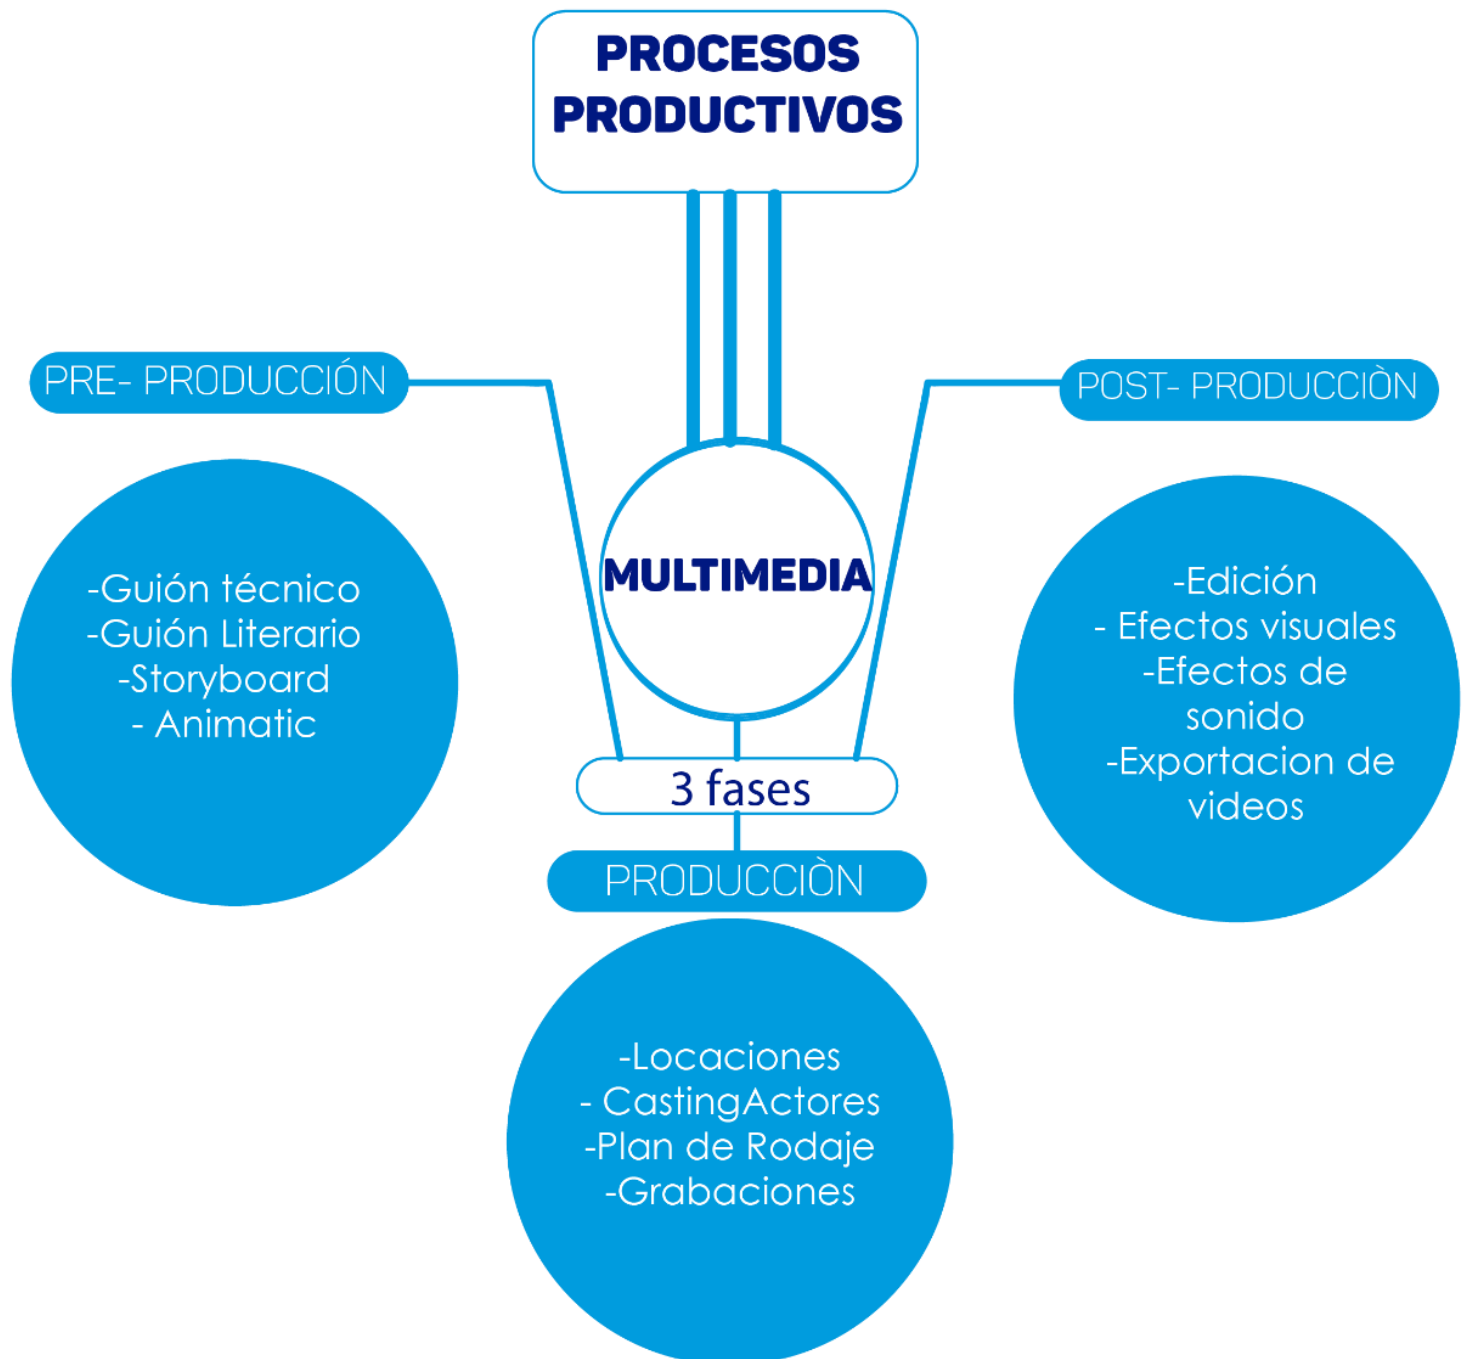 PROCESOS
PRODUCTIVOS
PRE- PRODUCCIÓN
-Guión técnico
-Guión Literario
-Storyboard
- Animatic
MULTIMEDIA
3 fases
PRODUCCIÒN
-Locaciones
- CastingActores
-Plan de Rodaje
-Grabaciones
POST- PRODUCCIÒN
-Edición
- Efectos visuales
-Efectos de
sonido
-Exportacion de
videos